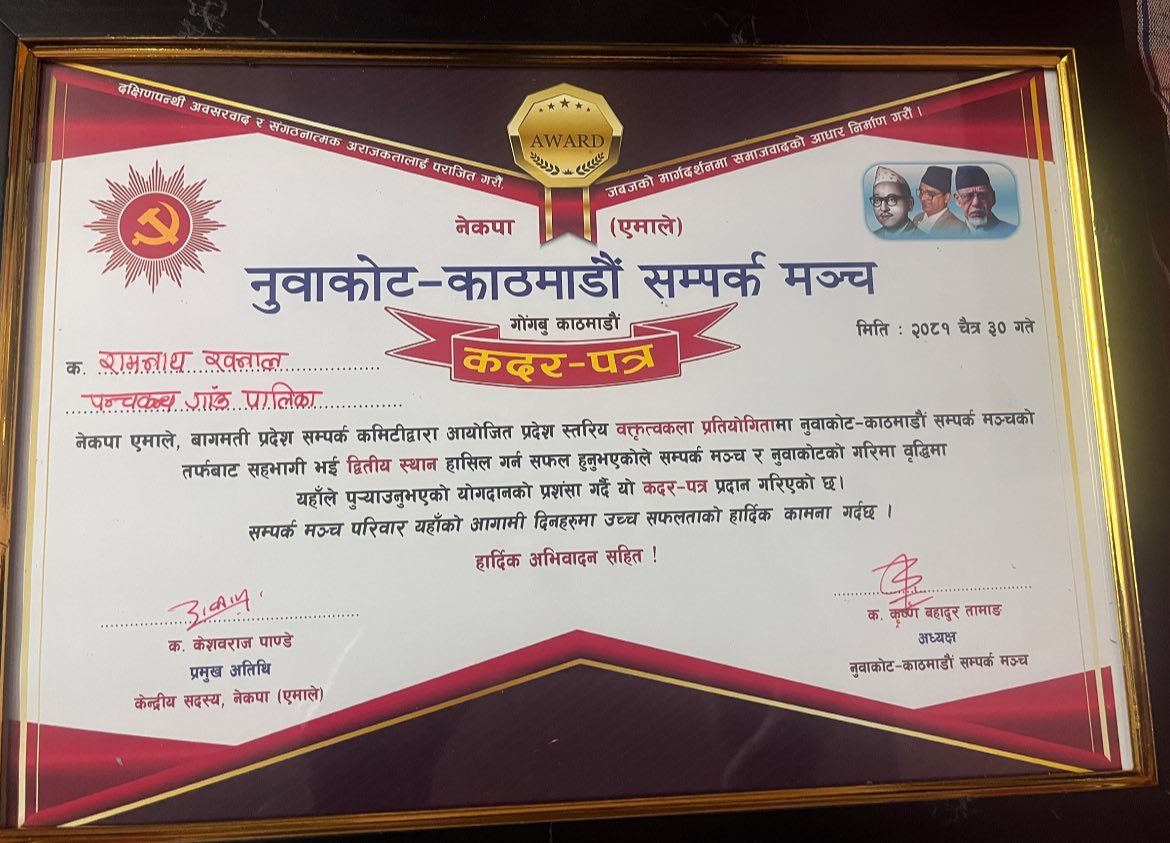 दक्षिणपन्थी अवसरवाद र संगठनात्मक अराजकतालाई पराजित गरौं.
जबजको मार्गदर्शनमा समाजवादको आधार निर्माण गरौं ।
AWARD
नेकपा (एमाले)
नुवाकोट-काठमाडौं सम्पर्क मञ्च
गोंगबु काठमाडौं
मिति : २०८१ चैत्र ३० गते
कदर-पत्र
क. रामनाथ खनाल
पन्चकन्य गाँउ पालिका
नेकपा एमाले, बागमती प्रदेश सम्पर्क कमिटीद्वारा आयोजित प्रदेश स्तरिय वक्तृत्वकला प्रतियोगितामा नुवाकोट-काठमाडौं सम्पर्क मञ्चको
तर्फबाट सहभागी भई द्वितीय स्थान हासिल गर्न सफल हुनुभएकोले सम्पर्क मञ्च र नुवाकोटको गरिमा वृद्धिमा
यहाँले पुऱ्याउनुभएको योगदानको प्रशंसा गर्दै यो कदर-पत्र प्रदान गरिएको छ।
सम्पर्क मञ्च परिवार यहाँको आगामी दिनहरुमा उच्च सफलताको हार्दिक कामना गर्दछ ।
हार्दिक अभिवादन सहित !
क. केशवराज पाण्डे
प्रमुख अतिथि
केन्द्रीय सदस्य, नेकपा (एमाले)
क. कृष्ण बहादुर तामाङ
अध्यक्ष
नुवाकोट-काठमाडौं सम्पर्क मञ्च